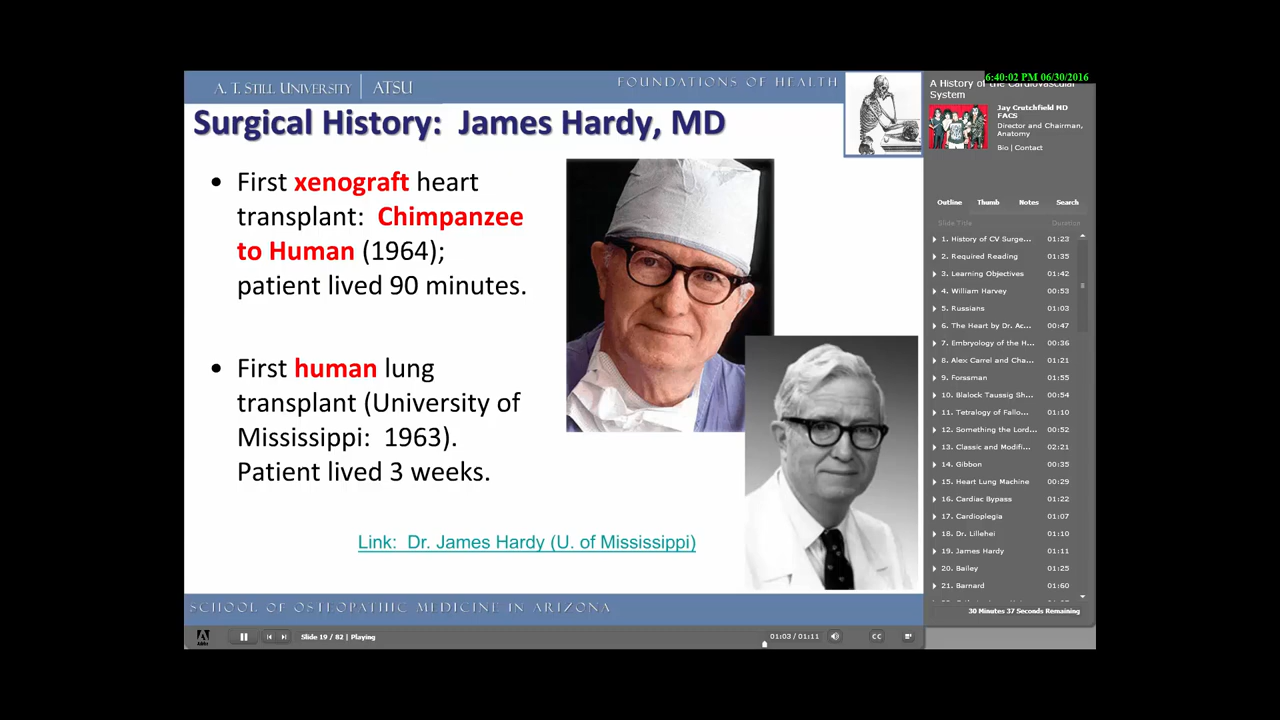 A. T. STILL UNIVERSITY | ATSU
FOUNDATIONS OF HEALTH
Surgical History: James Hardy, MD
• First xenograft heart
transplant: Chimpanzee
to Human (1964);
patient lived 90 minutes.
• First human lung
transplant (University of
Mississippi: 1963).
Patient lived 3 weeks.
Link: Dr. James Hardy (U. of Mississippi)
SCHOOL OF OSTEOPATHIC MEDICINE IN ARIZONA
Slide 19 / 82 | Playing
01:03 / 01:11
CC
6:40:02 PM 06/30/2016
A History of the Cardiovascular
System
Jay Crutchfield MD
FACS
Director and Chairman,
Anatomy
Bio | Contact
Outline Thumb Notes Search
Slide Title Duration
1. History of CV Surge... 01:23
2. Required Reading 01:35
3. Learning Objectives 01:42
4. William Harvey 00:53
5. Russians 01:03
6. The Heart by Dr. Ac... 00:47
7. Embryology of the H... 00:36
8. Alex Carrel and Cha... 01:21
9. Forssman 01:55
10. Blalock Taussig Sh... 00:54
11. Tetralogy of Fallo... 01:10
12. Something the Lord... 00:52
13. Classic and Modifi... 02:21
14. Gibbon 00:35
15. Heart Lung Machine 00:29
16. Cardiac Bypass 01:22
17. Cardioplegia 01:07
18. Dr. Lillehei 01:10
19. James Hardy 01:11
20. Bailey 01:25
21. Barnard 01:60
30 Minutes 37 Seconds Remaining